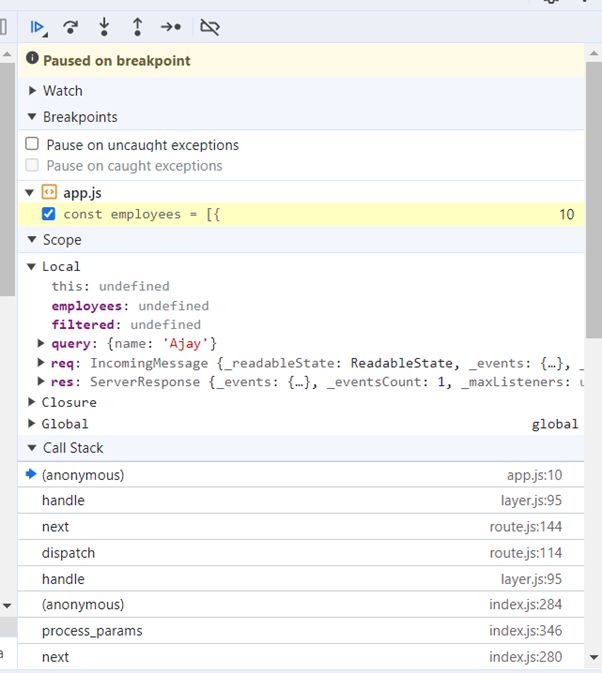 Paused on breakpoint
Watch
Breakpoints
Pause on uncaught exceptions
Pause on caught exceptions
app.js
const employees = [{ 10
Scope
Local
this: undefined
employees: undefined
filtered: undefined
query: {name: 'Ajay'}
req: IncomingMessage {_readableState: ReadableState, _events: {…}, _
res: ServerResponse {_events: {…}, _eventsCount: 1, _maxListeners: u
Closure
Global global
Call Stack
(anonymous) app.js:10
handle layer.js:95
next route.js:144
dispatch route.js:114
handle layer.js:95
(anonymous) index.js:284
process_params index.js:346
a next index.js:280